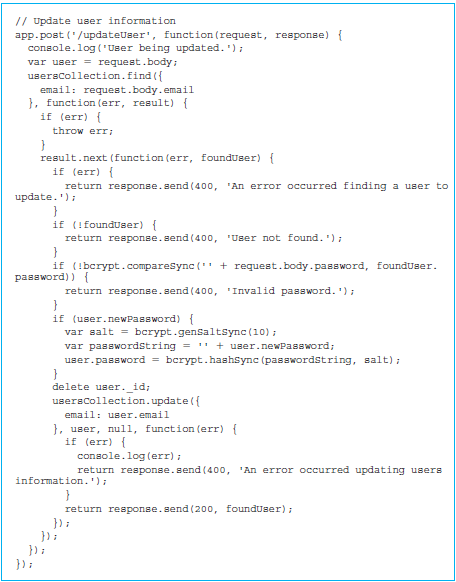 // Update user information
app.post('/updateUser', function(request, response) {
  console.log('User being updated.');
  var user = request.body;
  usersCollection.find({
    email: request.body.email
  }, function(err, result) {
    if (err) {
      throw err;
    }
    result.next(function(err, foundUser) {
      if (err) {
        return response.send(400, 'An error occurred finding a user to
update.');
      }
      if (!foundUser) {
        return response.send(400, 'User not found.');
      }
      if (!bcrypt.compareSync('' + request.body.password, foundUser.
password)) {
        return response.send(400, 'Invalid password.');
      }
      if (user.newPassword) {
        var salt = bcrypt.genSaltSync(10);
        var passwordString = '' + user.newPassword;
        user.password = bcrypt.hashSync(passwordString, salt);
      }
      delete user._id;
      usersCollection.update({
        email: user.email
      }, user, null, function(err) {
        if (err) {
          console.log(err);
          return response.send(400, 'An error occurred updating users
information.');
        }
        return response.send(200, foundUser);
      });
    });
  });
});